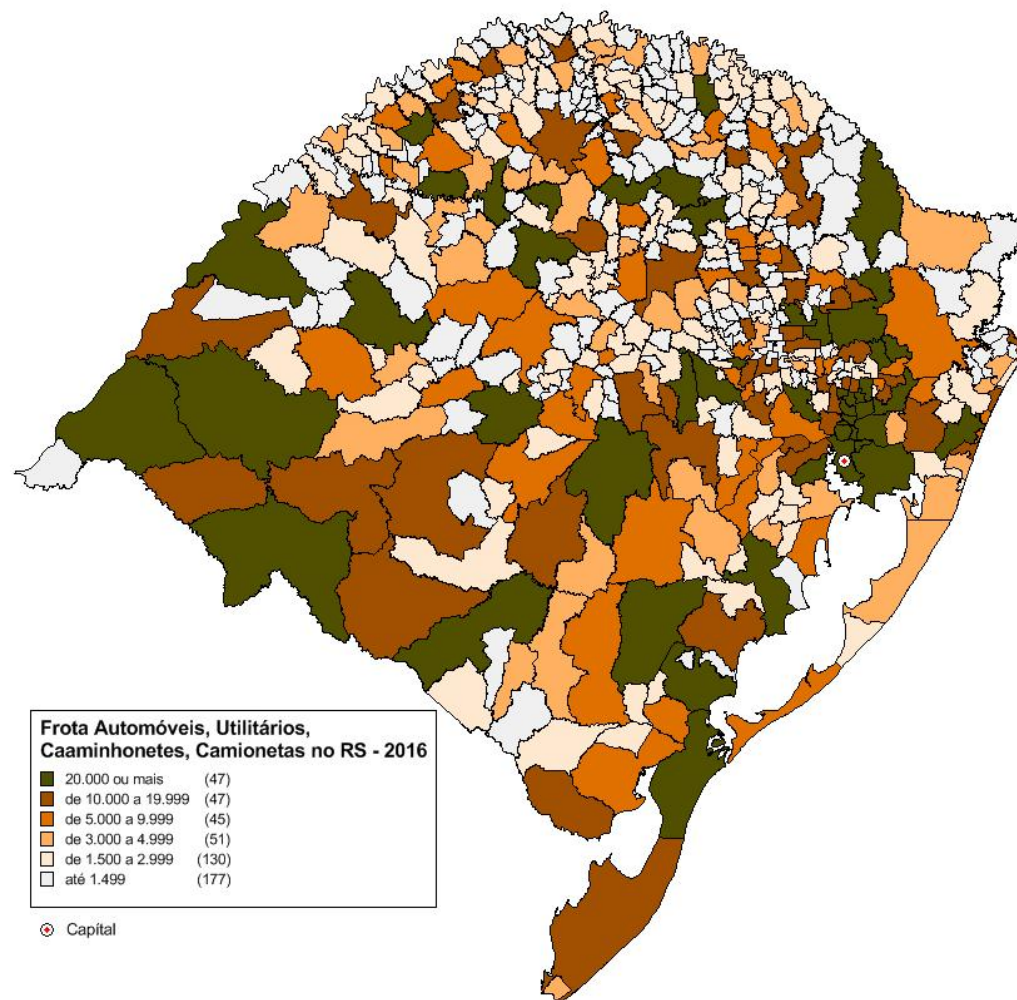 Frota Automóveis, Utilitários,
Caaminhonetes, Camionetas no RS - 2016
20.000 ou mais (47)
de 10.000 a 19.999 (47)
de 5.000 a 9.999 (45)
de 3.000 a 4.999 (51)
de 1.500 a 2.999 (130)
até 1.499 (177)
Capítal